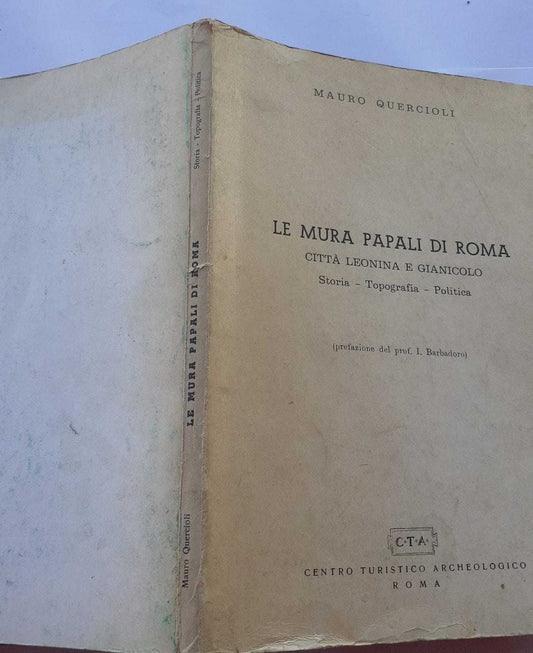 MAURO QUERCIOLI
LE MURA PAPALI DI ROMA
CITTÀ LEONINA E GIANICOLO
Storia - Topografia - Politica
(prefazione del prof. I. Barbadoro)
C·T·A·
CENTRO TURISTICO ARCHEOLOGICO
ROMA
Mauro Quercioli
LE MURA PAPALI DI ROMA
Storia - Topografia - Politica